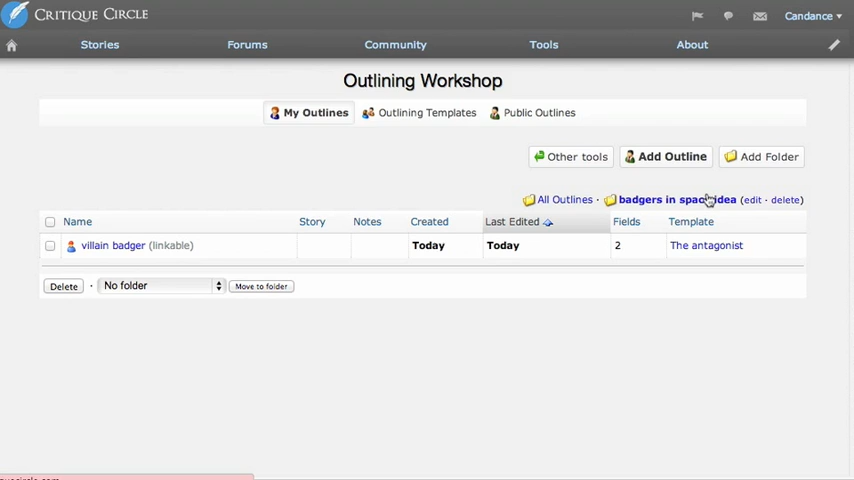 CRITIQUE CIRCLE
Candance
Stories Forums Community Tools About
Outlining Workshop
My Outlines Outlining Templates Public Outlines
Other tools Add Outline Add Folder
All Outlines · badgers in space idea (edit · delete)
Name Story Notes Created Last Edited Fields Template
villain badger (linkable) Today Today 2 The antagonist
Delete · No folder Move to folder